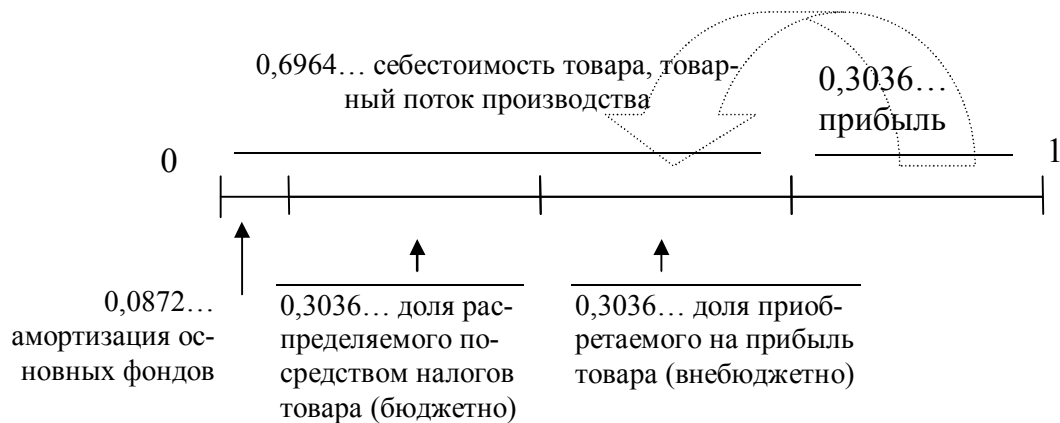 0,6964… себестоимость товара, товар-
ный поток производства
0,3036…
прибыль
0
1
0,0872…
амортизация ос-
новных фондов
0,3036… доля рас-
пределяемого по-
средством налогов
товара (бюджетно)
0,3036… доля приоб-
ретаемого на прибыль
товара (внебюджетно)